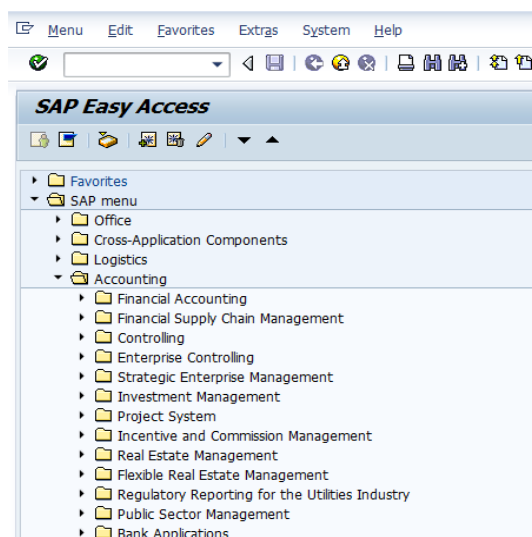 Menu Edit Favorites Extras System Help
SAP Easy Access
Favorites
SAP menu
Office
Cross-Application Components
Logistics
Accounting
Financial Accounting
Financial Supply Chain Management
Controlling
Enterprise Controlling
Strategic Enterprise Management
Investment Management
Project System
Incentive and Commission Management
Real Estate Management
Flexible Real Estate Management
Regulatory Reporting for the Utilities Industry
Public Sector Management
Bank Applications